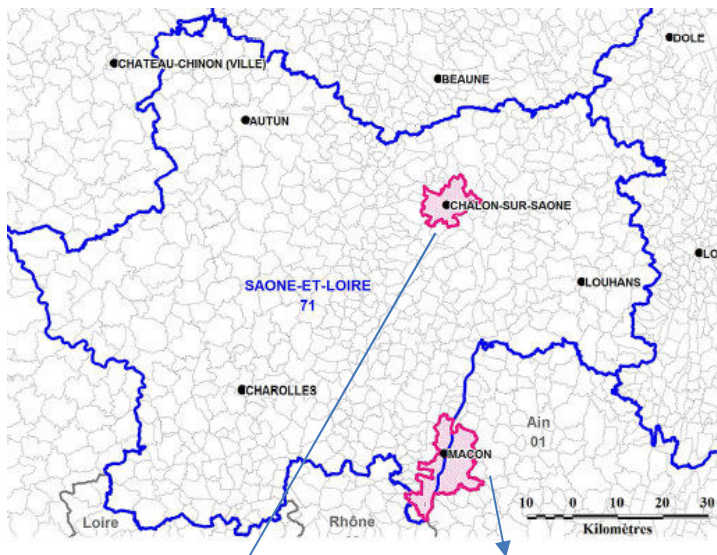 DOLE
CHATEAU-CHINON (VILLE)
BEAUNE
AUTUN
CHALON-SUR-SAONE
LO
SAONE-ET-LOIRE
71
LOUHANS
CHAROLLES
Ain
01
MACON
Loire
Rhône
10 0 10 20 30
Kilomètres